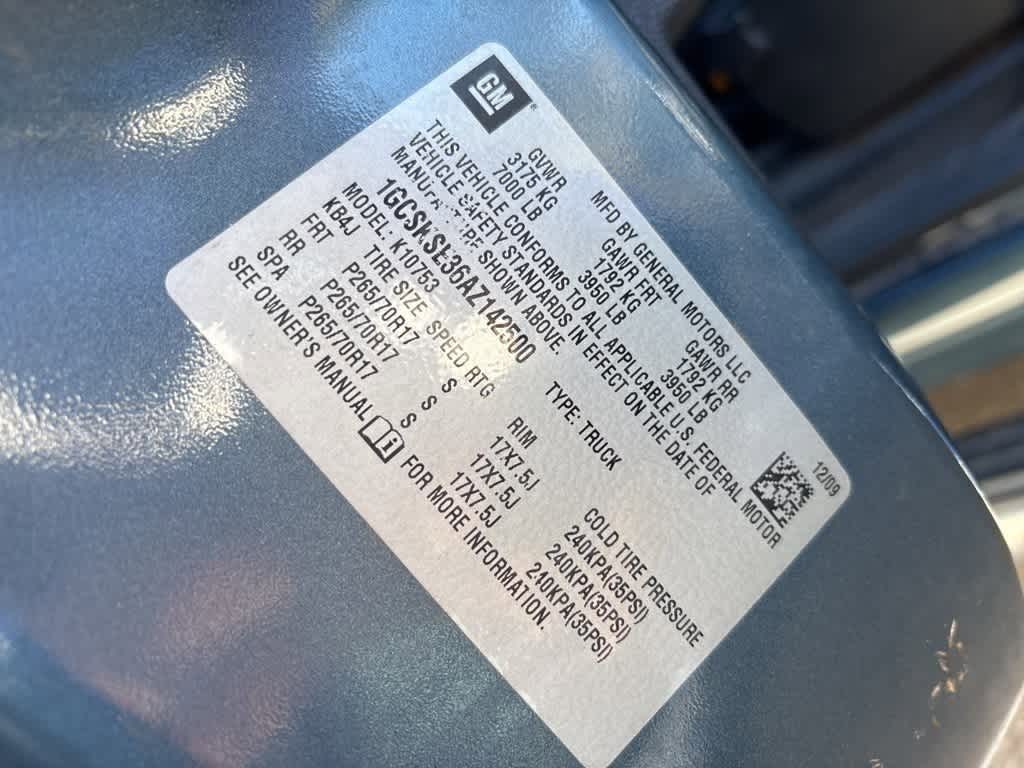 GM
MFD BY GENERAL MOTORS LLC 12/09
GVWR GAWR FRT GAWR RR
3175 KG 1792 KG 1792 KG
7000 LB 3950 LB 3950 LB
THIS VEHICLE CONFORMS TO ALL APPLICABLE U.S. FEDERAL MOTOR
VEHICLE SAFETY STANDARDS IN EFFECT ON THE DATE OF
MANUFACTURE SHOWN ABOVE.
TYPE: TRUCK
MODEL: K10753
KB4J TIRE SIZE SPEED RTG RIM COLD TIRE PRESSURE
FRT P265/70R17 S 17X7.5J 240KPA(35PSI)
RR P265/70R17 S 17X7.5J 240KPA(35PSI)
SPA P265/70R17 S 17X7.5J 240KPA(35PSI)
SEE OWNER'S MANUAL FOR MORE INFORMATION.